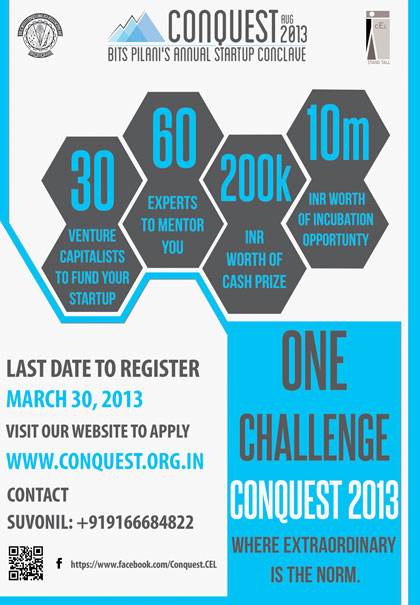 CONQUEST AUG 2013
BITS PILANI'S ANNUAL STARTUP CONCLAVE
CEL
STAND TALL
30
VENTURE
CAPITALISTS
TO FUND YOUR
STARTUP
60
EXPERTS
TO MENTOR
YOU
200k
INR
WORTH OF
CASH PRIZE
10m
INR WORTH
OF INCUBATION
OPPORTUNTY
LAST DATE TO REGISTER
MARCH 30, 2013
VISIT OUR WEBSITE TO APPLY
WWW.CONQUEST.ORG.IN
CONTACT
SUVONIL: +919166684822
f https://www.facebook.com/Conquest.CEL
ONE
CHALLENGE
CONQUEST 2013
WHERE EXTRAORDINARY
IS THE NORM.